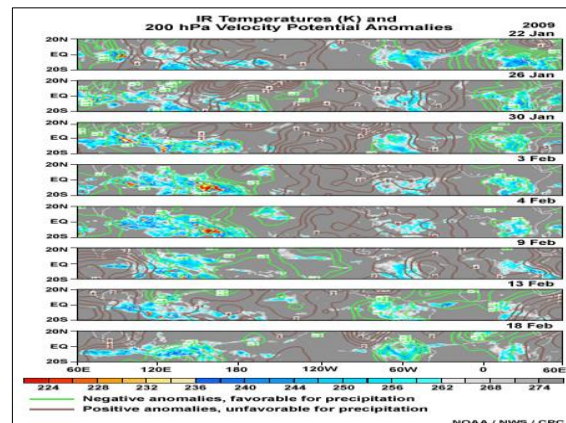 IR Temperatures (K) and
200 hPa Velocity Potential Anomalies
2009
22 Jan
20N
EQ
20S
26 Jan
20N
EQ
20S
30 Jan
20N
EQ
20S
3 Feb
20N
EQ
20S
4 Feb
20N
EQ
20S
9 Feb
20N
EQ
20S
13 Feb
20N
EQ
20S
18 Feb
20N
EQ
20S
60E 120E 180 120W 60W 0 60E
224 228 232 236 240 244 250 256 262 268 274
Negative anomalies, favorable for precipitation
Positive anomalies, unfavorable for precipitation
NOAA / NWS / CPC